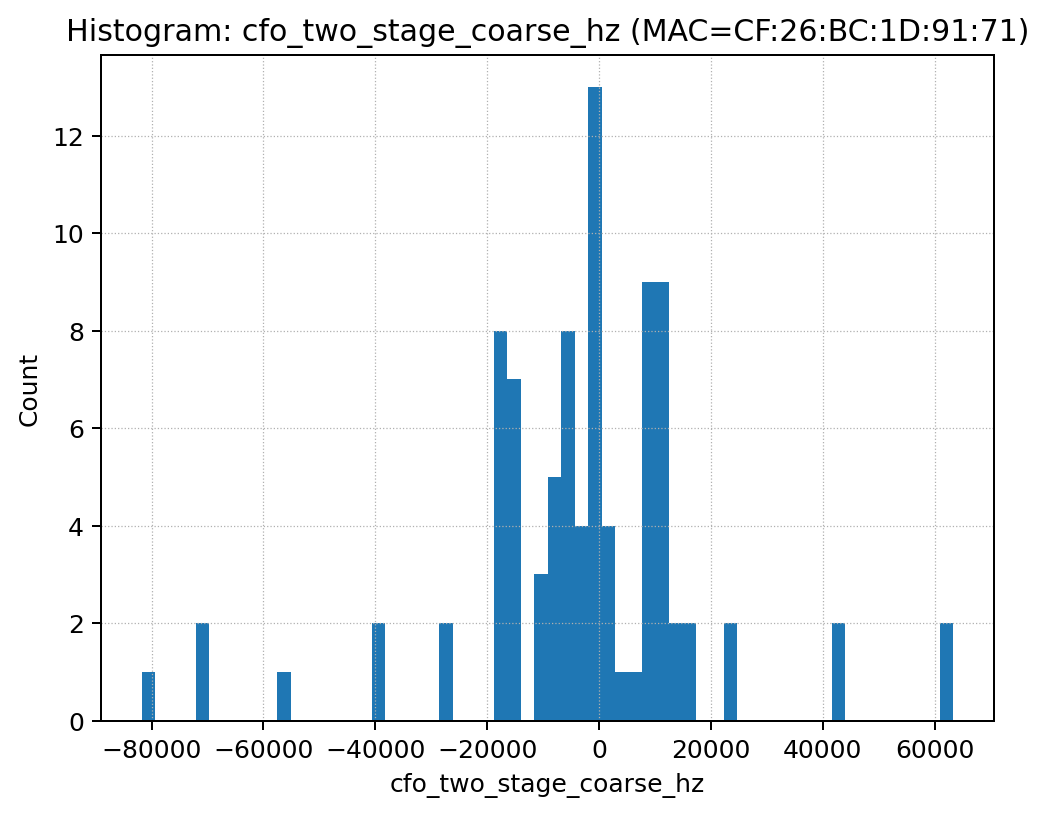 Histogram: cfo_two_stage_coarse_hz (MAC=CF:26:BC:1D:91:71)
Count
12
10
8
6
4
2
0
−80000 −60000 −40000 −20000 0 20000 40000 60000
cfo_two_stage_coarse_hz